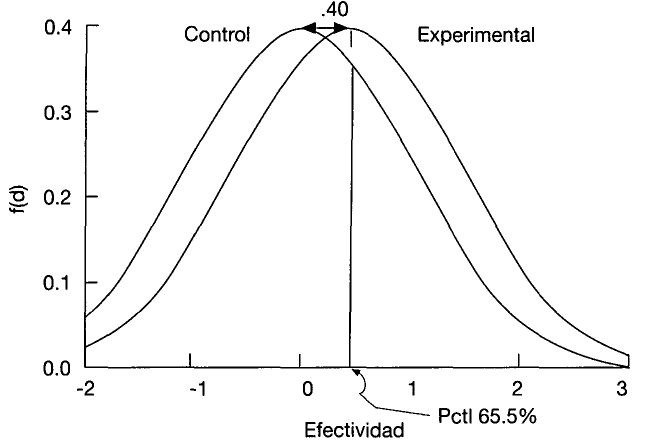 .40
Control
Experimental
0.4
0.3
0.2
0.1
0.0
f(d)
-2
-1
0
1
2
3
Pctl 65.5%
Efectividad